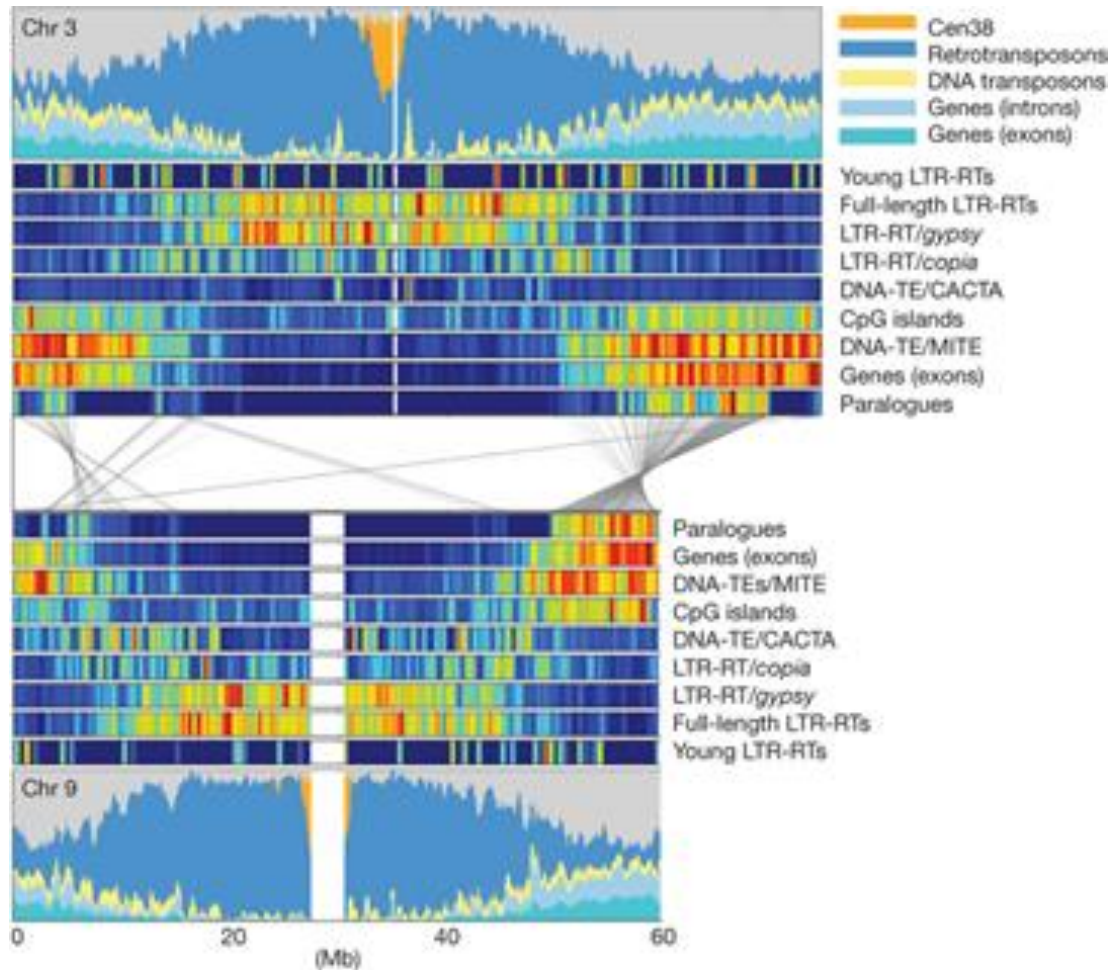 Chr 3
Cen38
Retrotransposons
DNA transposons
Genes (introns)
Genes (exons)
Young LTR-RTs
Full-length LTR-RTs
LTR-RT/gypsy
LTR-RT/copia
DNA-TE/CACTA
CpG islands
DNA-TE/MITE
Genes (exons)
Paralogues
Paralogues
Genes (exons)
DNA-TEs/MITE
CpG islands
DNA-TE/CACTA
LTR-RT/copia
LTR-RT/gypsy
Full-length LTR-RTs
Young LTR-RTs
Chr 9
0 20 40 60
(Mb)